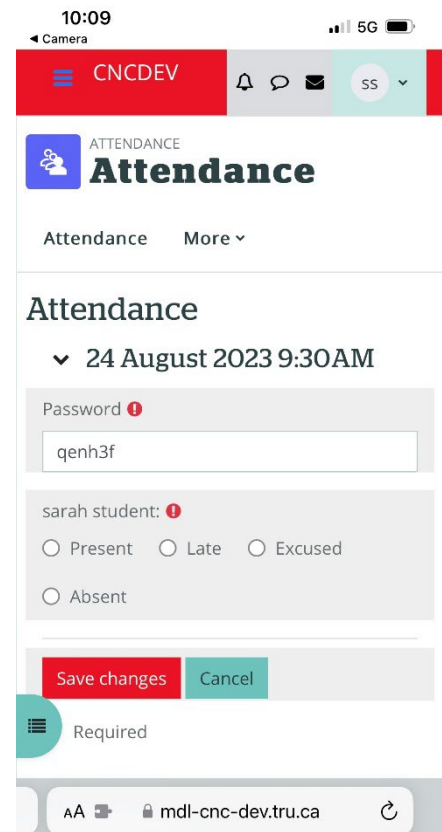 10:09
◀ Camera
5G
CNCDEV
ss
ATTENDANCE
Attendance
Attendance More
Attendance
24 August 2023 9:30AM
Password
qenh3f
sarah student:
Present Late Excused
Absent
Save changes Cancel
Required
AA mdl-cnc-dev.tru.ca